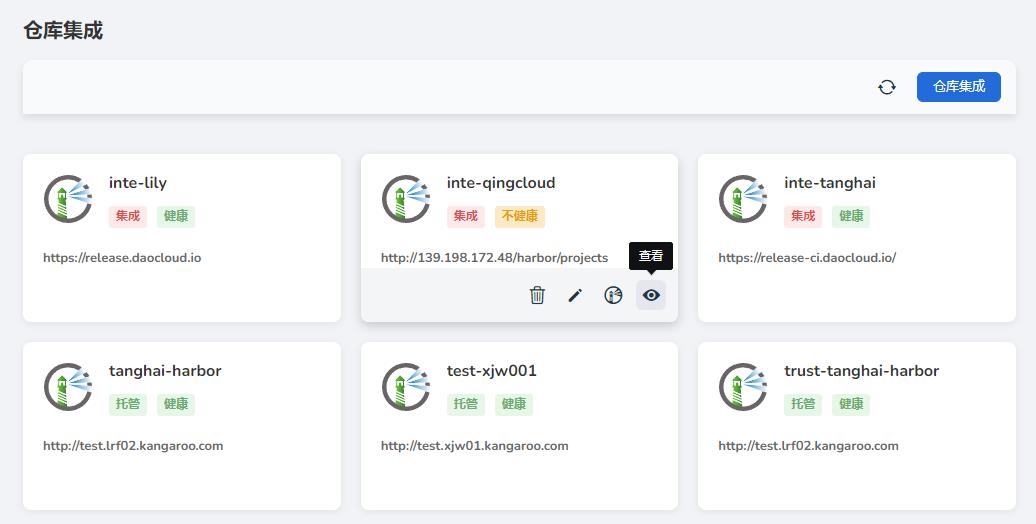 仓库集成
仓库集成
inte-lily
集成 健康
https://release.daocloud.io
inte-qingcloud
集成 不健康
http://139.198.172.48/harbor/projects
查看
inte-tanghai
集成 健康
https://release-ci.daocloud.io/
tanghai-harbor
托管 健康
http://test.lrf02.kangaroo.com
test-xjw001
托管 健康
http://test.xjw01.kangaroo.com
trust-tanghai-harbor
托管 健康
http://test.lrf02.kangaroo.com